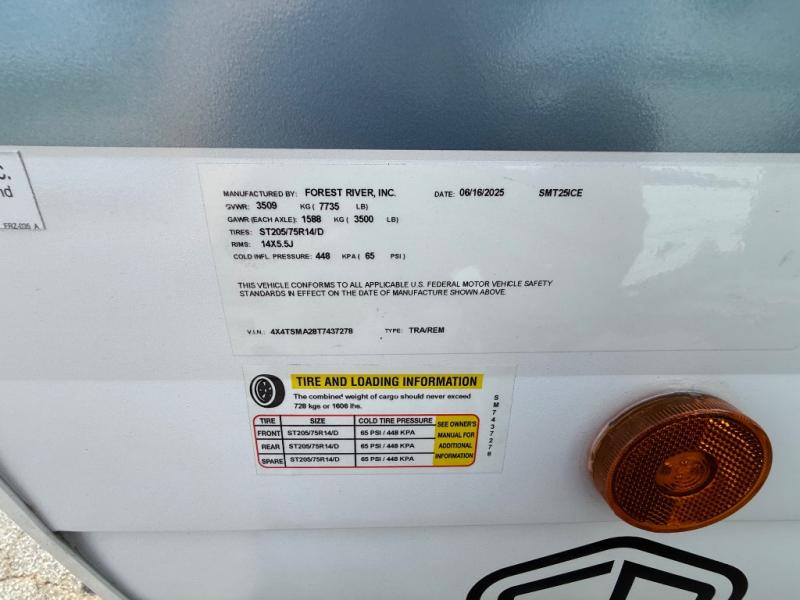 C.
nd
FRZ-035 A
MANUFACTURED BY: FOREST RIVER, INC. DATE: 06/16/2025 SMT25ICE
GVWR: 3509 KG ( 7735 LB)
GAWR (EACH AXLE): 1588 KG ( 3500 LB)
TIRES: ST205/75R14/D
RIMS: 14X5.5J
COLD INFL. PRESSURE: 448 KPA ( 65 PSI )
THIS VEHICLE CONFORMS TO ALL APPLICABLE U.S. FEDERAL MOTOR VEHICLE SAFETY
STANDARDS IN EFFECT ON THE DATE OF MANUFACTURE SHOWN ABOVE.
V.I.N.: 4X4TSMA28T7437278 TYPE: TRA/REM
TIRE AND LOADING INFORMATION
The combined weight of cargo should never exceed
728 kgs or 1606 lbs.
TIRE SIZE COLD TIRE PRESSURE
FRONT ST205/75R14/D 65 PSI / 448 KPA
REAR ST205/75R14/D 65 PSI / 448 KPA
SPARE ST205/75R14/D 65 PSI / 448 KPA
SEE OWNER'S
MANUAL FOR
ADDITIONAL
INFORMATION
SM7437278